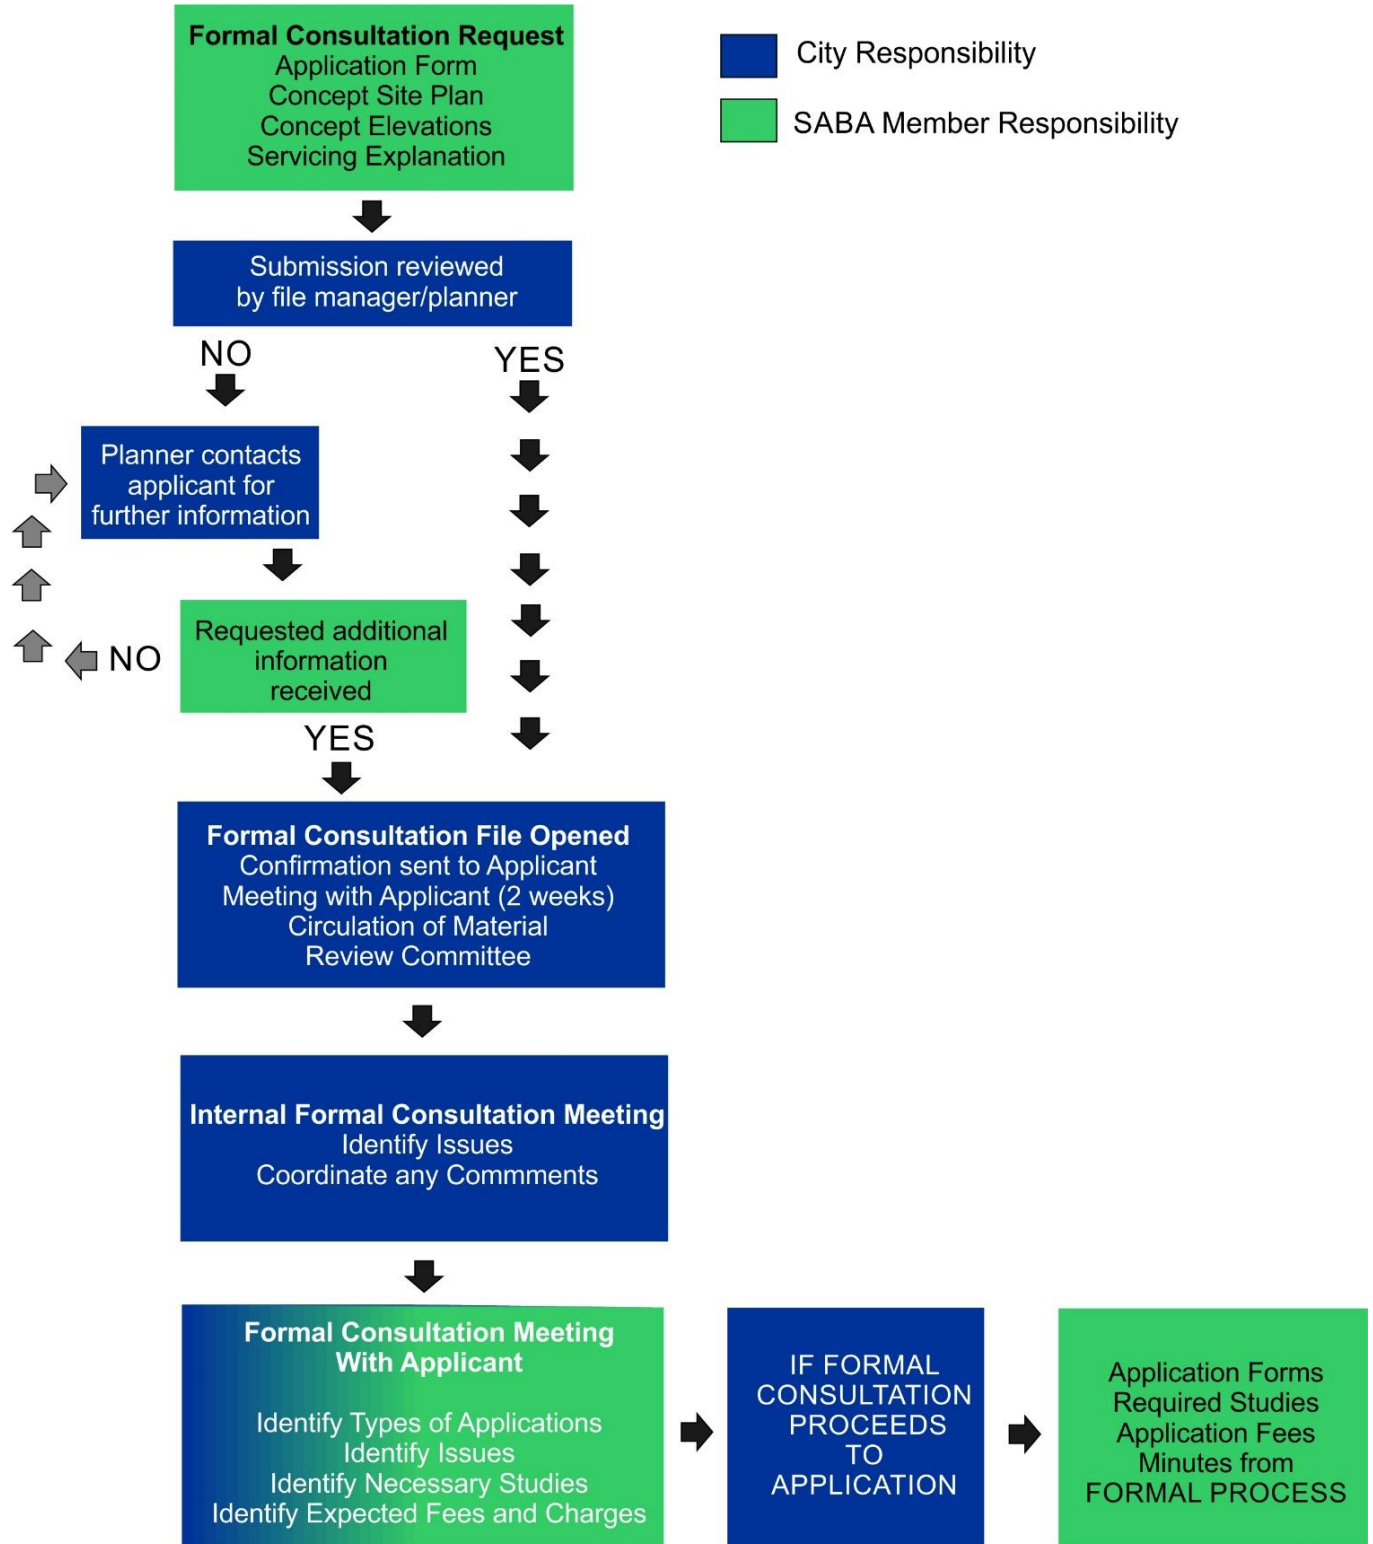 Formal Consultation Request
Application Form
Concept Site Plan
Concept Elevations
Servicing Explanation
City Responsibility
SABA Member Responsibility
Submission reviewed
by file manager/planner
NO
YES
Planner contacts
applicant for
further information
Requested additional
information
received
NO
YES
Formal Consultation File Opened
Confirmation sent to Applicant
Meeting with Applicant (2 weeks)
Circulation of Material
Review Committee
Internal Formal Consultation Meeting
Identify Issues
Coordinate any Commments
Formal Consultation Meeting
With Applicant
Identify Types of Applications
Identify Issues
Identify Necessary Studies
Identify Expected Fees and Charges
IF FORMAL
CONSULTATION
PROCEEDS
TO
APPLICATION
Application Forms
Required Studies
Application Fees
Minutes from
FORMAL PROCESS